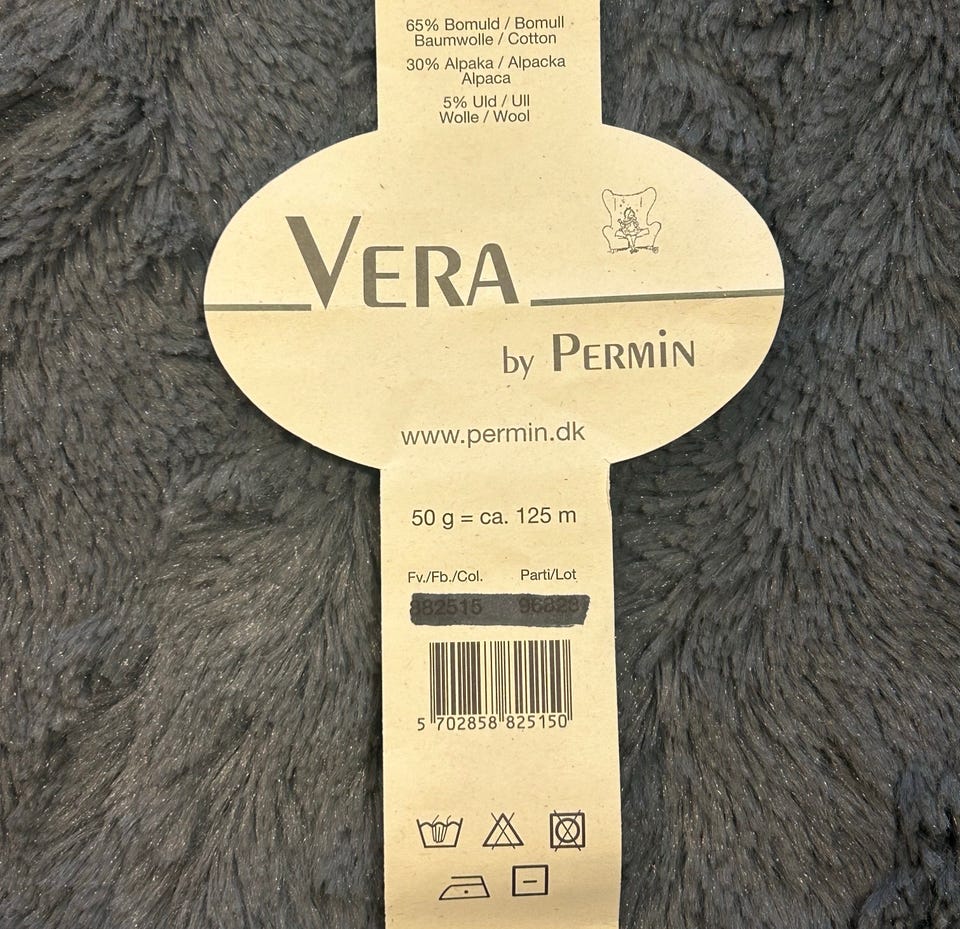 65% Bomuld / Bomull
Baumwolle / Cotton
30% Alpaka / Alpacka
Alpaca
5% Uld / Ull
Wolle / Wool
VERA
by PERMIN
www.permin.dk
50 g = ca. 125 m
Fv./Fb./Col. Parti/Lot
882515
5 702858 825150